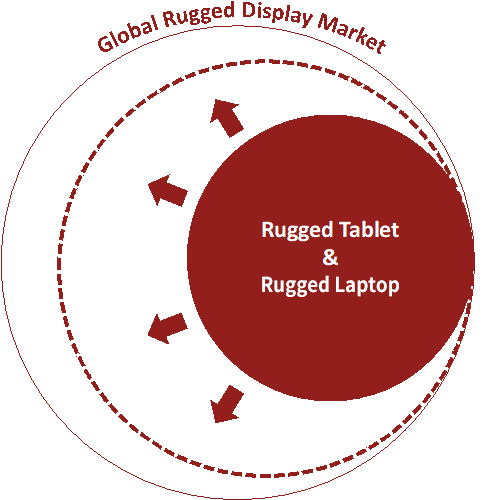 Global Rugged Display Market
Rugged Tablet
&
Rugged Laptop